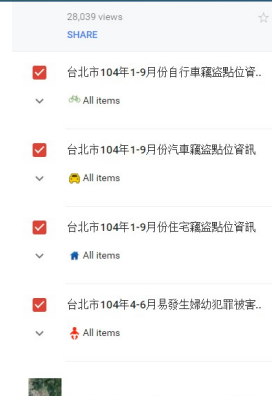 28,039 views
SHARE
台北市104年1-9月份自行車竊盜點位資..
All items
台北市104年1-9月份汽車竊盜點位資訊
All items
台北市104年1-9月份住宅竊盜點位資訊
All items
台北市104年4-6月易發生婦幼犯罪被害..
All items